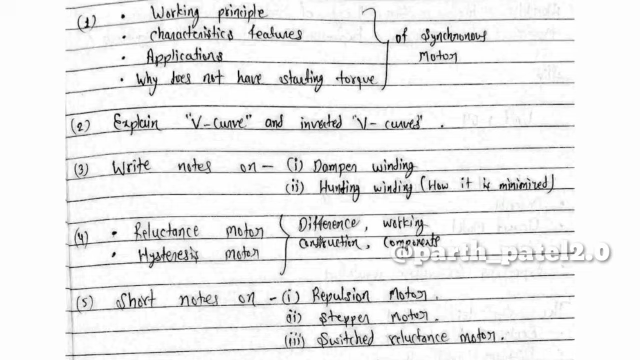 (1) • Working principle
• Characteristics features
• Applications
• Why does not have starting torque
of synchronous motor
(2) Explain "V-curve" and inverted "V-curved".
(3) Write notes on - (i) Damper winding
(ii) Hunting winding (How it is minimized)
(4) • Reluctance motor
• Hysteresis motor
Difference, working
construction, components
@parth_patel2.0
(5) Short notes on - (i) Repulsion Motor.
(ii) Stepper motor.
(iii) Switched reluctance motor.